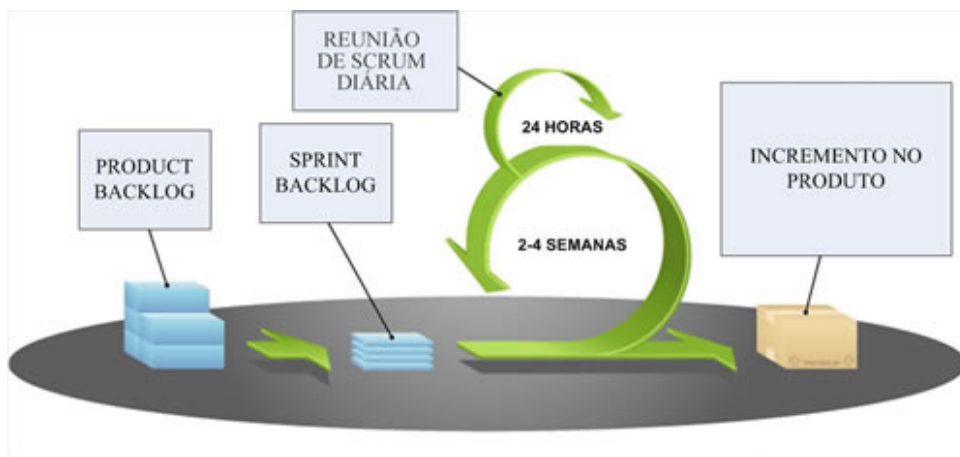 REUNIÃO
DE SCRUM
DIÁRIA
24 HORAS
PRODUCT
BACKLOG
SPRINT
BACKLOG
INCREMENTO NO
PRODUTO
2-4 SEMANAS